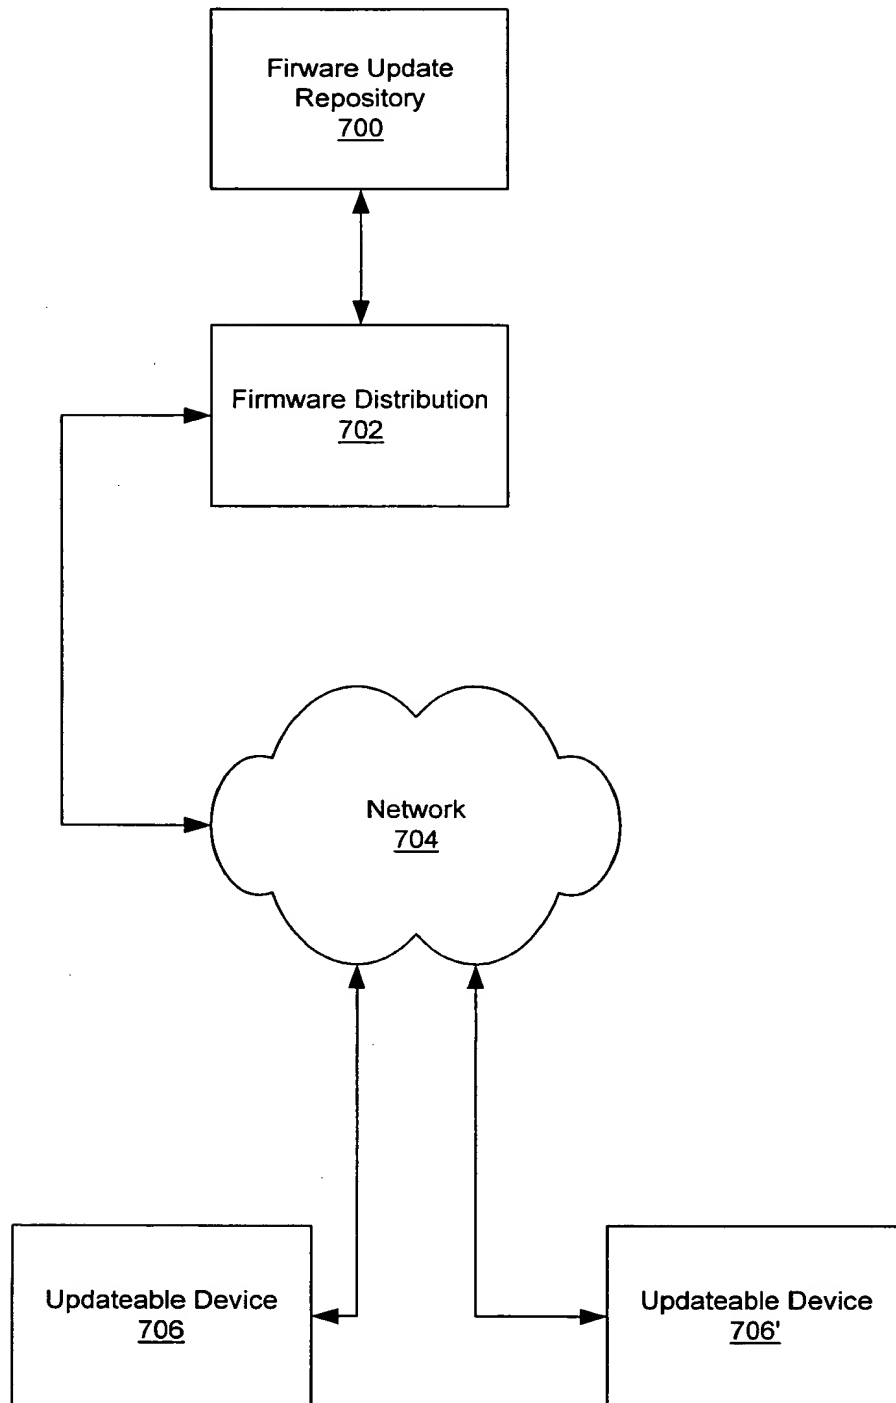 Firware Update
Repository
700
Firmware Distribution
702
Network
704
Updateable Device
706
Updateable Device
706'